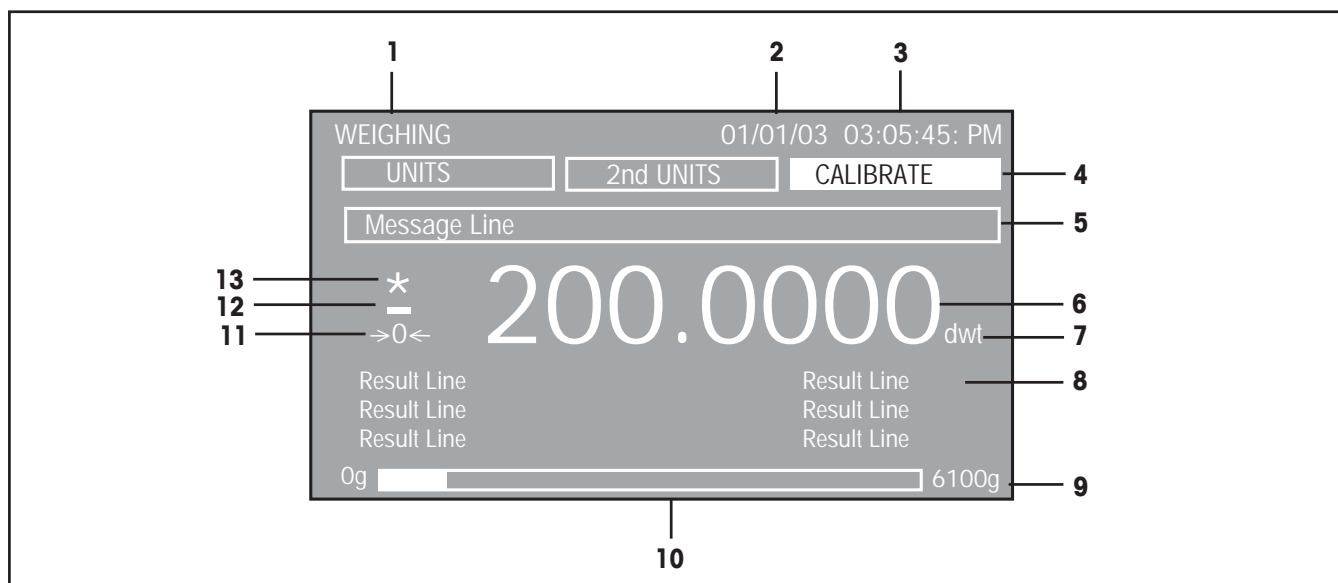 1 2 3
WEIGHING 01/01/03 03:05:45: PM
UNITS 2nd UNITS CALIBRATE 4
Message Line 5
13 *
12 –
11 →0← 200.0000 dwt 6
7
Result Line Result Line 8
Result Line Result Line
Result Line Result Line
0g 6100g 9
10